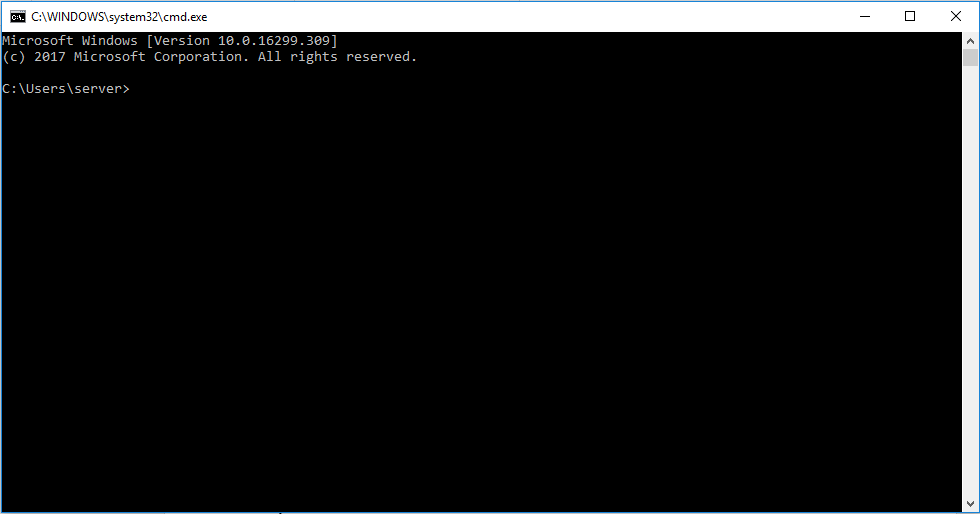 C:\WINDOWS\system32\cmd.exe
Microsoft Windows [Version 10.0.16299.309]
(c) 2017 Microsoft Corporation. All rights reserved.
C:\Users\server>